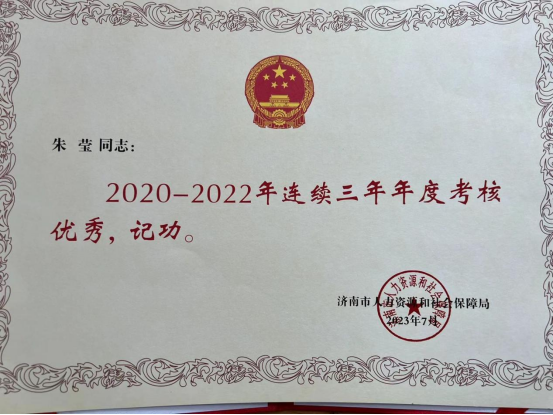 朱 莹 同志：
2020-2022年连续三年年度考核
优秀，记功。
济南市人力资源和社会保障局
2023年7月